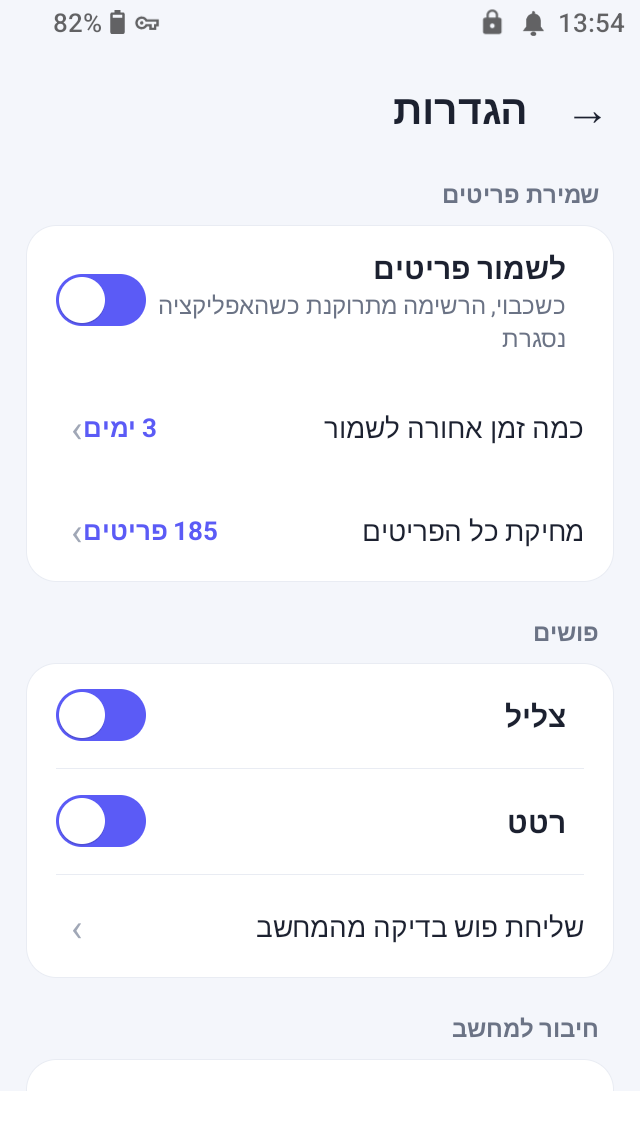 82% 13:54
→ הגדרות
שמירת פריטים
לשמור פריטים
כשכבוי, הרשימה מתרוקנת כשהאפליקציה
נסגרת
כמה זמן אחורה לשמור 3 ימים ‹
מחיקת כל הפריטים 185 פריטים ‹
פושים
צליל
רטט
שליחת פוש בדיקה מהמחשב ‹
חיבור למחשב